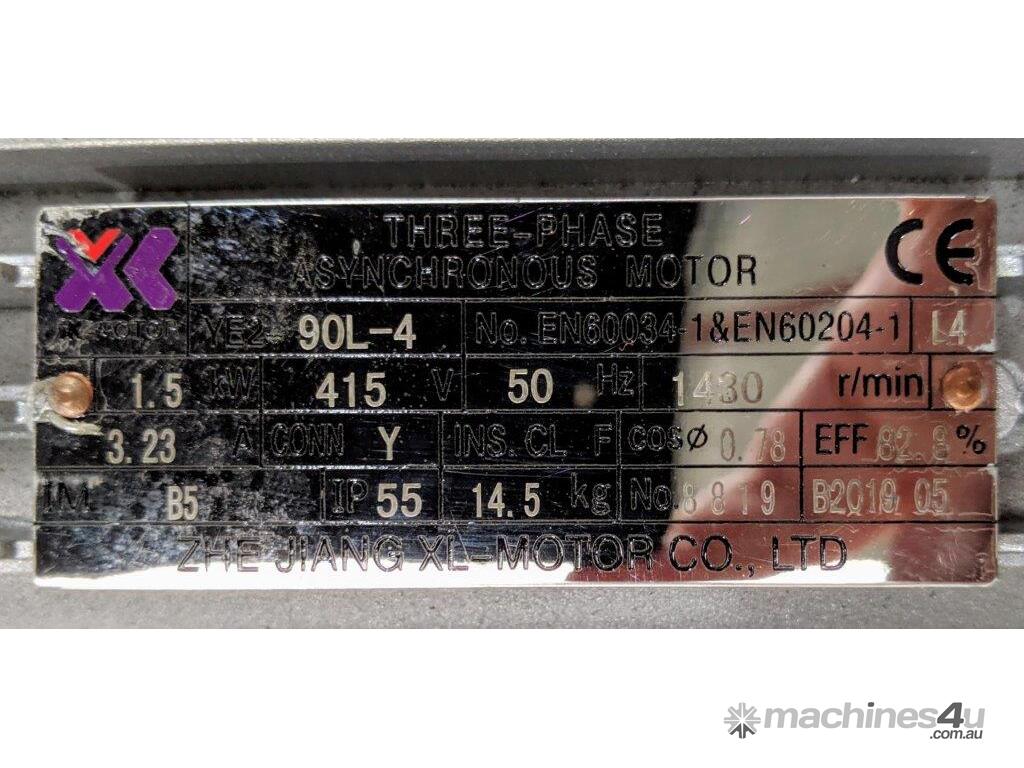 THREE-PHASE
ASYNCHRONOUS MOTOR
CE
MOTOR
YE2- 90L-4 No. EN60034-1&EN60204-1 L4
1.5 kW 415 V 50 Hz 1430 r/min
3.23 A CONN Y INS. CL F cosø 0.78 EFF 82.8 %
IM B5 IP 55 14.5 kg No. 8819 B2019 05
ZHE JIANG XL-MOTOR CO., LTD
machines4u
.com.au